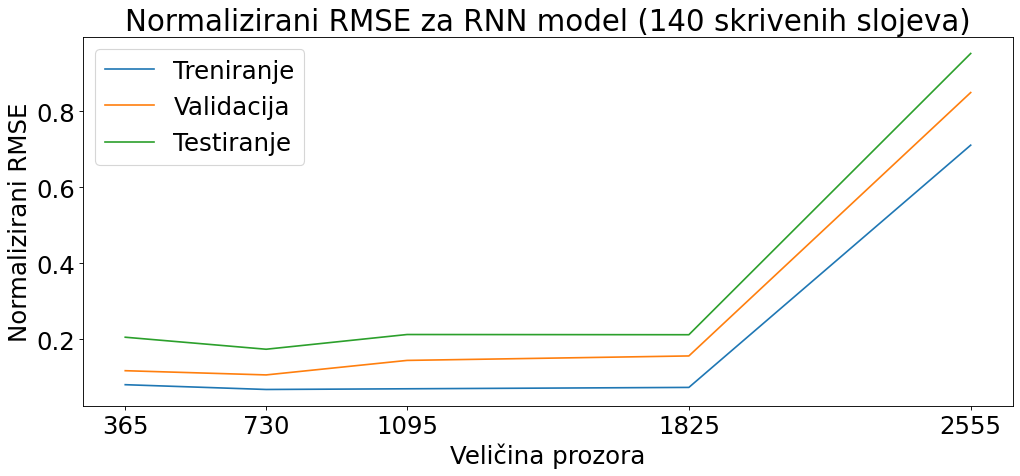 Normalizirani RMSE za RNN model (140 skrivenih slojeva)
Treniranje
Validacija
Testiranje
Normalizirani RMSE
0.8
0.6
0.4
0.2
365 730 1095 1825 2555
Veličina prozora